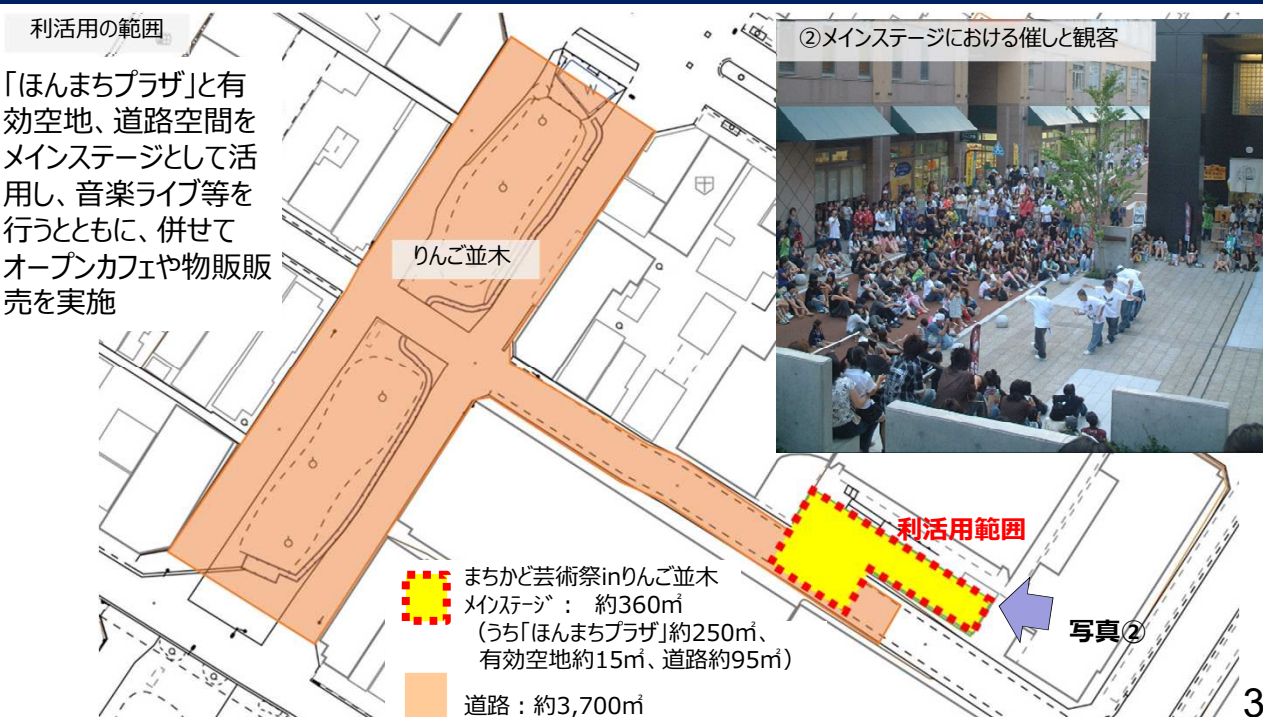 利活用の範囲
「ほんまちプラザ」と有
効空地、道路空間を
メインステージとして活
用し、音楽ライブ等を
行うとともに、併せて
オープンカフェや物販販
売を実施
②メインステージにおける催しと観客
りんご並木
利活用範囲
まちかど芸術祭inりんご並木
ﾒｲﾝｽﾃｰｼﾞ： 約360㎡
（うち「ほんまちプラザ」約250㎡、
有効空地約15㎡、道路約95㎡）
写真②
道路：約3,700㎡
3